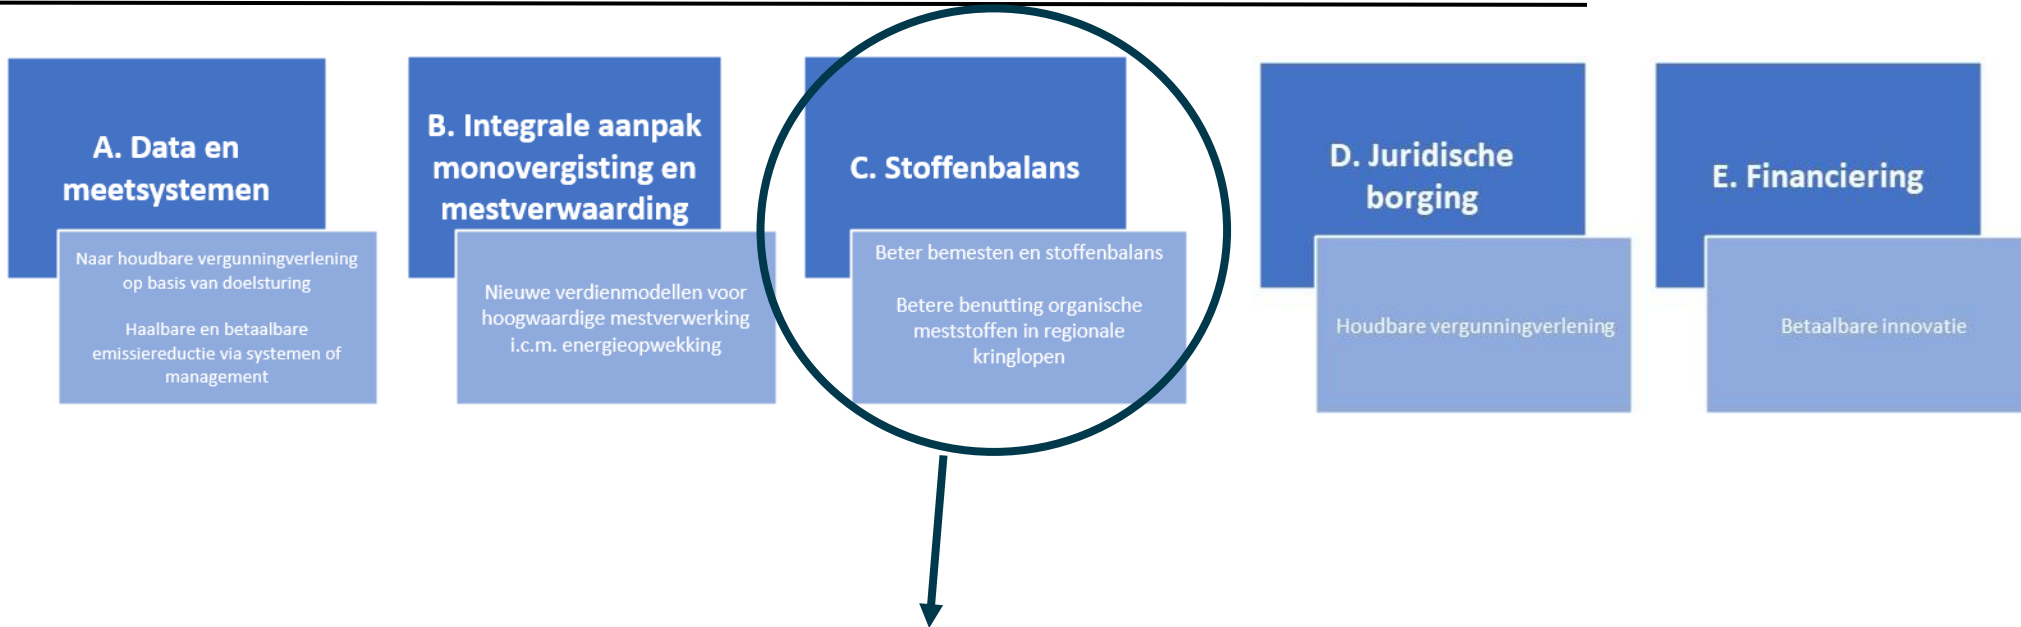 A. Data en
meetsystemen
Naar houdbare vergunningverlening
op basis van doelsturing
Haalbare en betaalbare
emissiereductie via systemen of
management
B. Integrale aanpak
monovergisting en
mestverwaarding
Nieuwe verdienmodellen voor
hoogwaardige mestverwerking
i.c.m. energieopwekking
C. Stoffenbalans
Beter bemesten en stoffenbalans
Betere benutting organische
meststoffen in regionale
kringlopen
D. Juridische
borging
Houdbare vergunningverlening
E. Financiering
Betaalbare innovatie